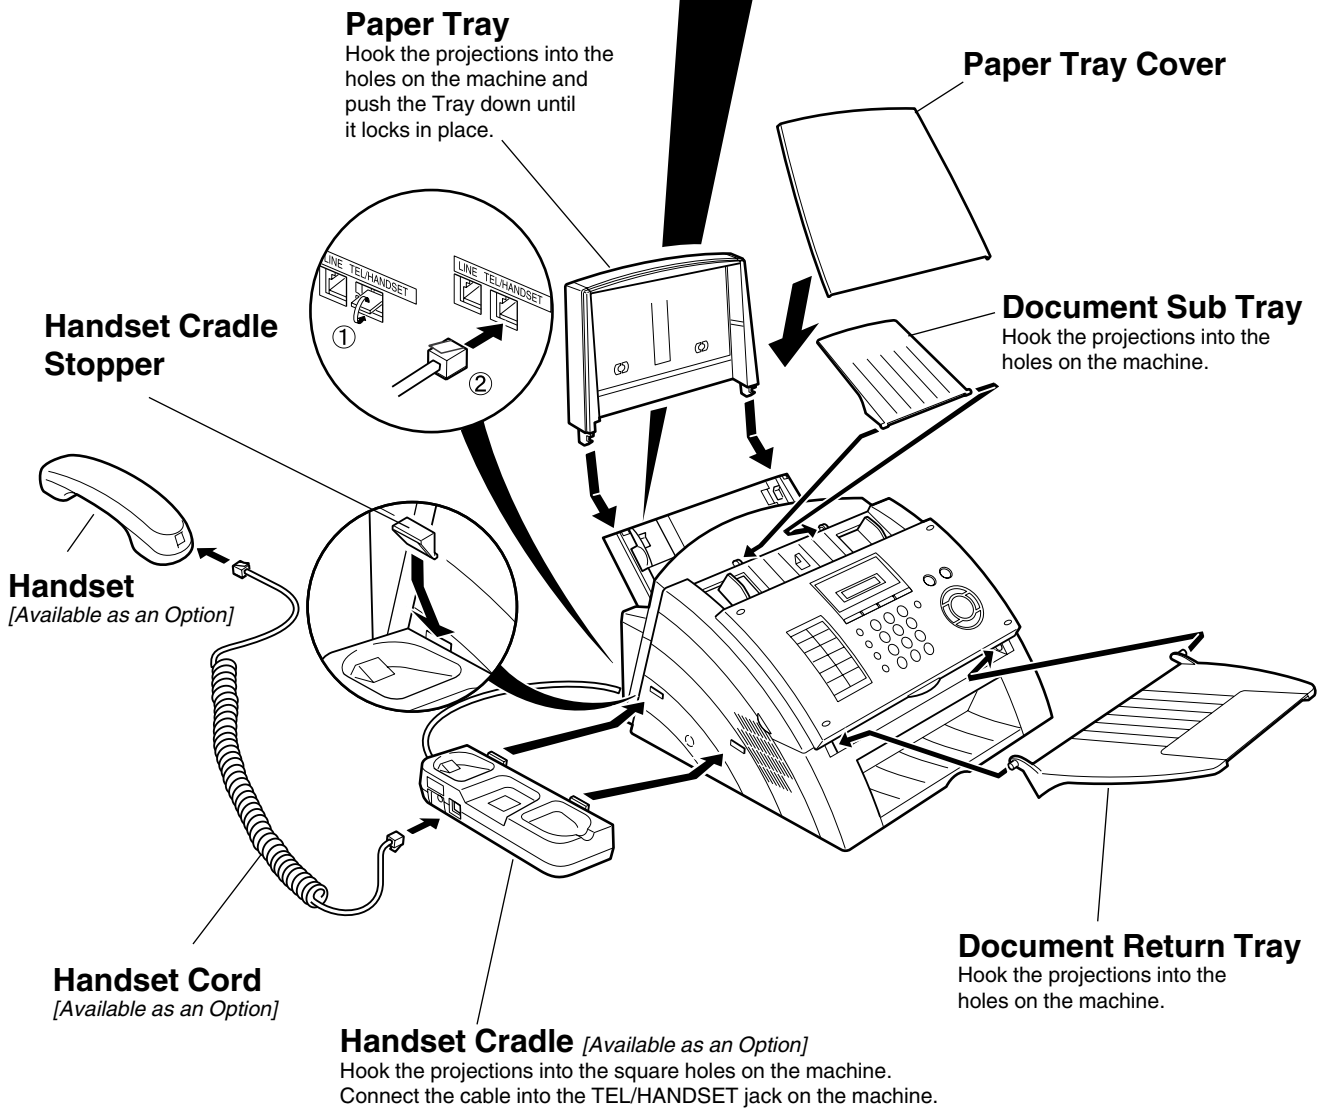 Paper Tray
Hook the projections into the
holes on the machine and
push the Tray down until
it locks in place.
Paper Tray Cover
LINE TEL/HANDSET
LINE TEL/HANDSET
①
②
Document Sub Tray
Hook the projections into the
holes on the machine.
Handset Cradle
Stopper
Handset
[Available as an Option]
Handset Cord
[Available as an Option]
Document Return Tray
Hook the projections into the
holes on the machine.
Handset Cradle [Available as an Option]
Hook the projections into the square holes on the machine.
Connect the cable into the TEL/HANDSET jack on the machine.